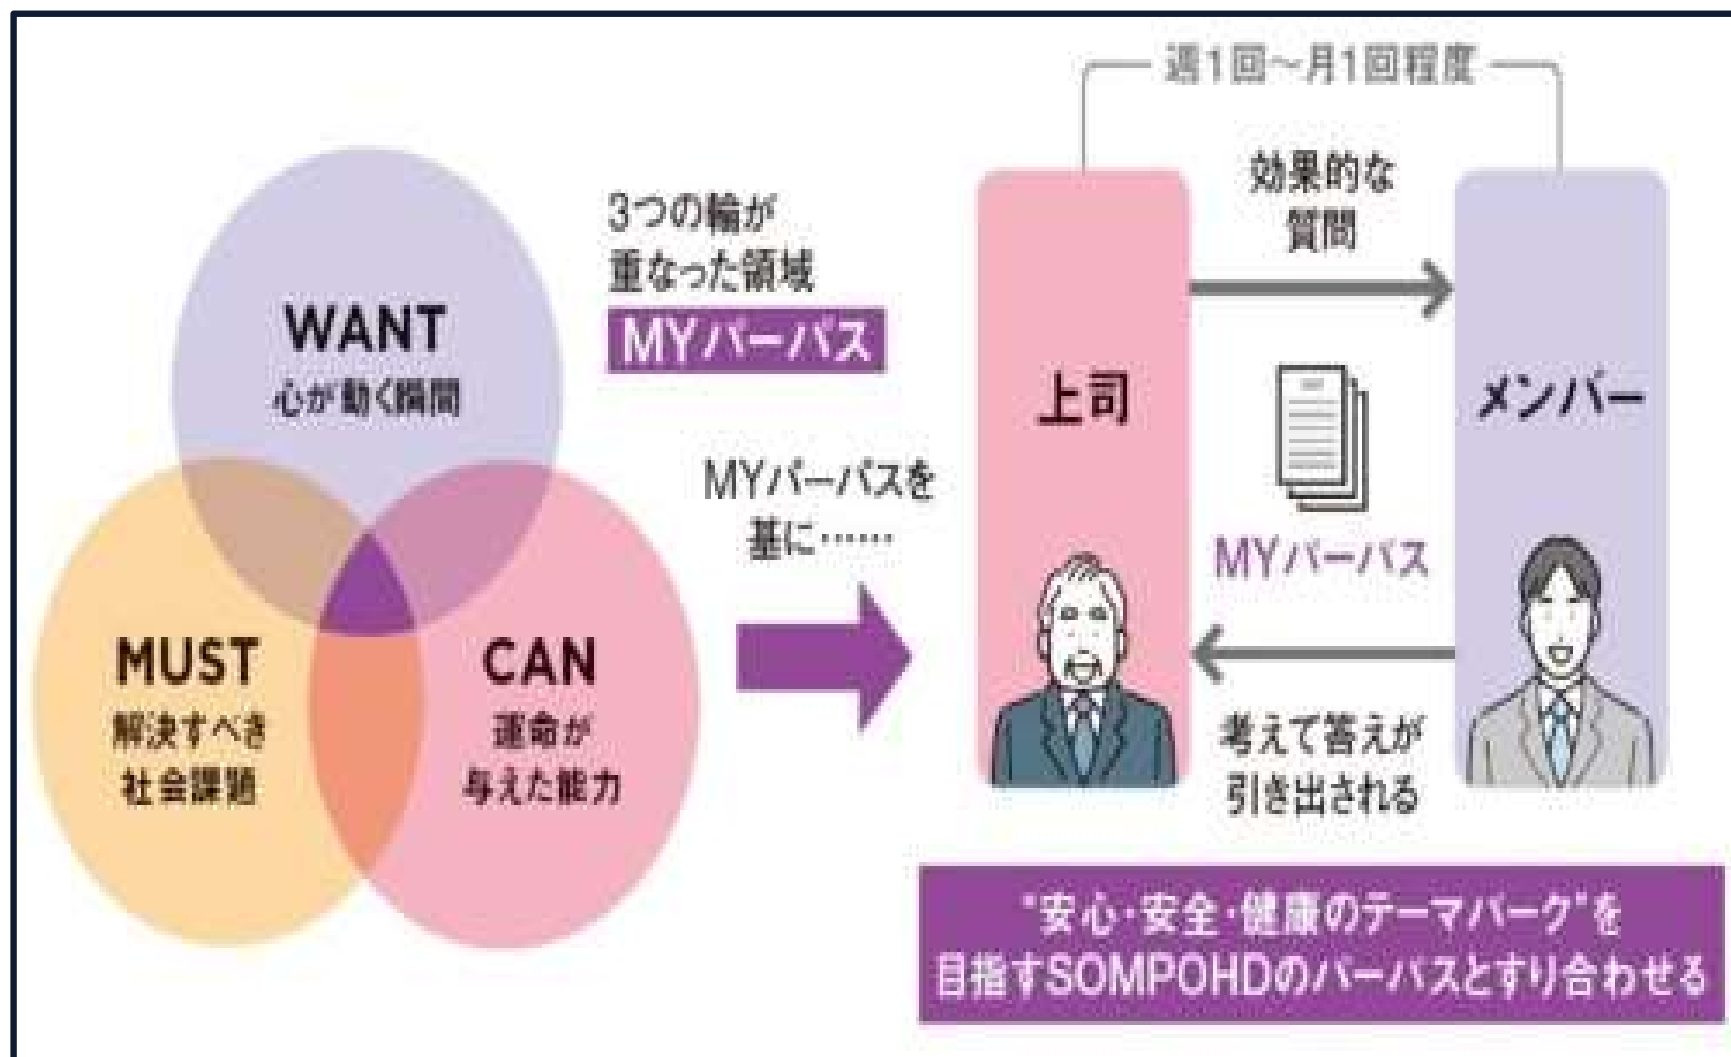 WANT
心が動く瞬間
MUST
解決すべき
社会課題
CAN
運命が
与えた能力
3つの輪が
重なった領域
MYパーパス
MYパーパスを
基に……
週1回〜月1回程度
上司
効果的な
質問
MYパーパス
考えて答えが
引き出される
メンバー
“安心・安全・健康のテーマパーク”を
目指すSOMPOHDのパーパスとすり合わせる